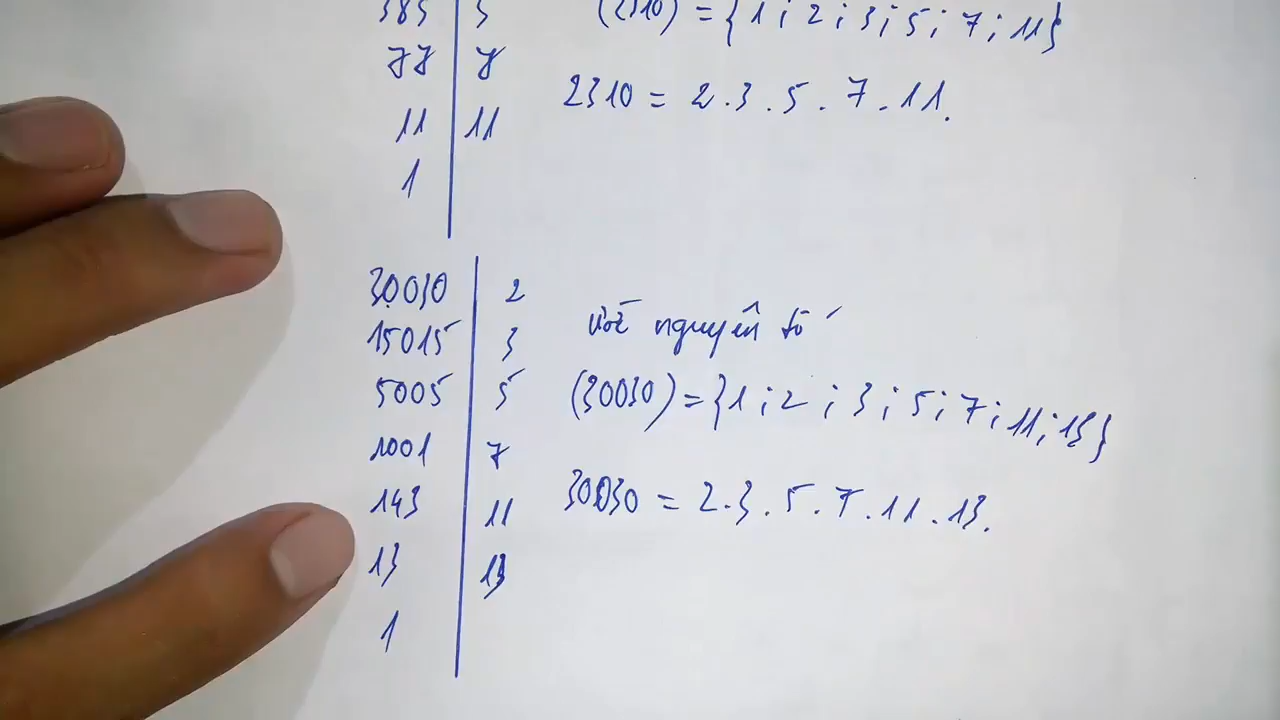 385 5
(2310) = {1 ; 2 ; 3 ; 5 ; 7 ; 11}
77 7
2310 = 2 . 3 . 5 . 7 . 11.
11 11
1
30030 2
ước nguyên tố
15015 3
5005 5
(30030) = {1 ; 2 ; 3 ; 5 ; 7 ; 11 ; 13}
1001 7
143 11
30030 = 2 . 3 . 5 . 7 . 11 . 13.
13 13
1